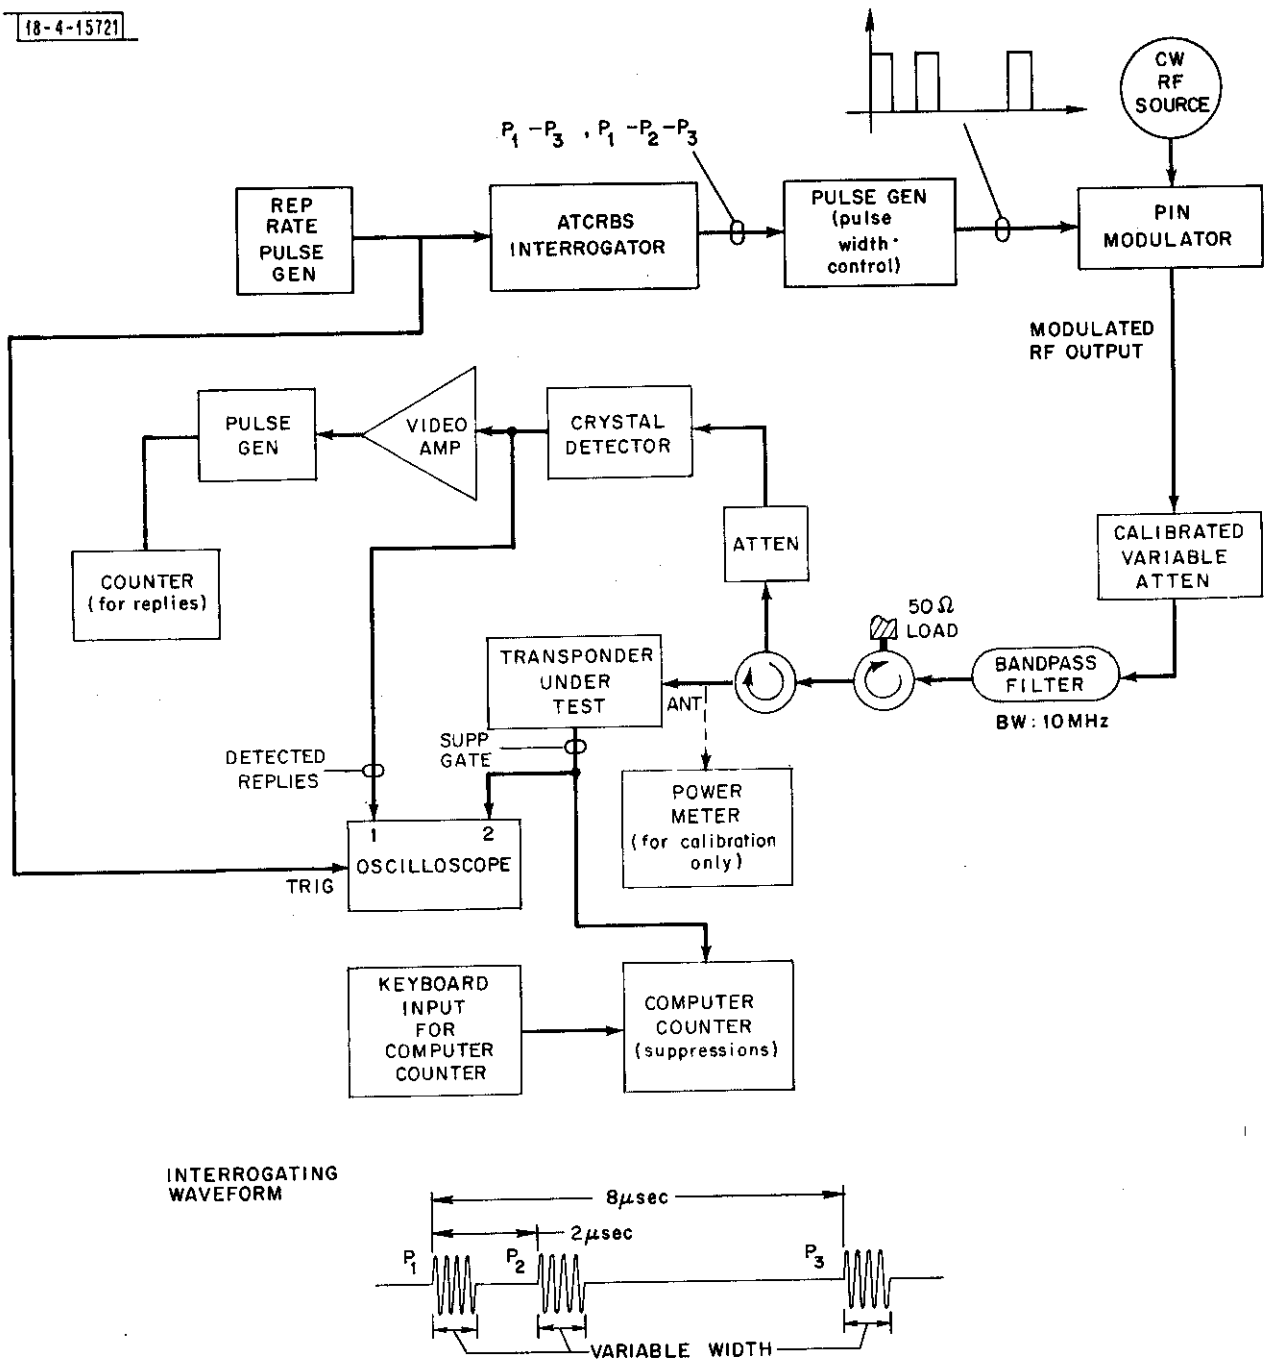 18-4-15721
CW
RF
SOURCE
P1 -P3 , P1 -P2 -P3
REP
RATE
PULSE
GEN
ATCRBS
INTERROGATOR
PULSE GEN
(pulse
width
control)
PIN
MODULATOR
MODULATED
RF OUTPUT
PULSE
GEN
VIDEO
AMP
CRYSTAL
DETECTOR
ATTEN
CALIBRATED
VARIABLE
ATTEN
COUNTER
(for replies)
50Ω
LOAD
TRANSPONDER
UNDER
TEST
ANT
BANDPASS
FILTER
BW: 10MHz
SUPP
GATE
DETECTED
REPLIES
POWER
METER
(for calibration
only)
1 2
OSCILLOSCOPE
TRIG
KEYBOARD
INPUT
FOR
COMPUTER
COUNTER
COMPUTER
COUNTER
(suppressions)
INTERROGATING
WAVEFORM
8μsec
2μsec
P1 P2 P3
VARIABLE WIDTH